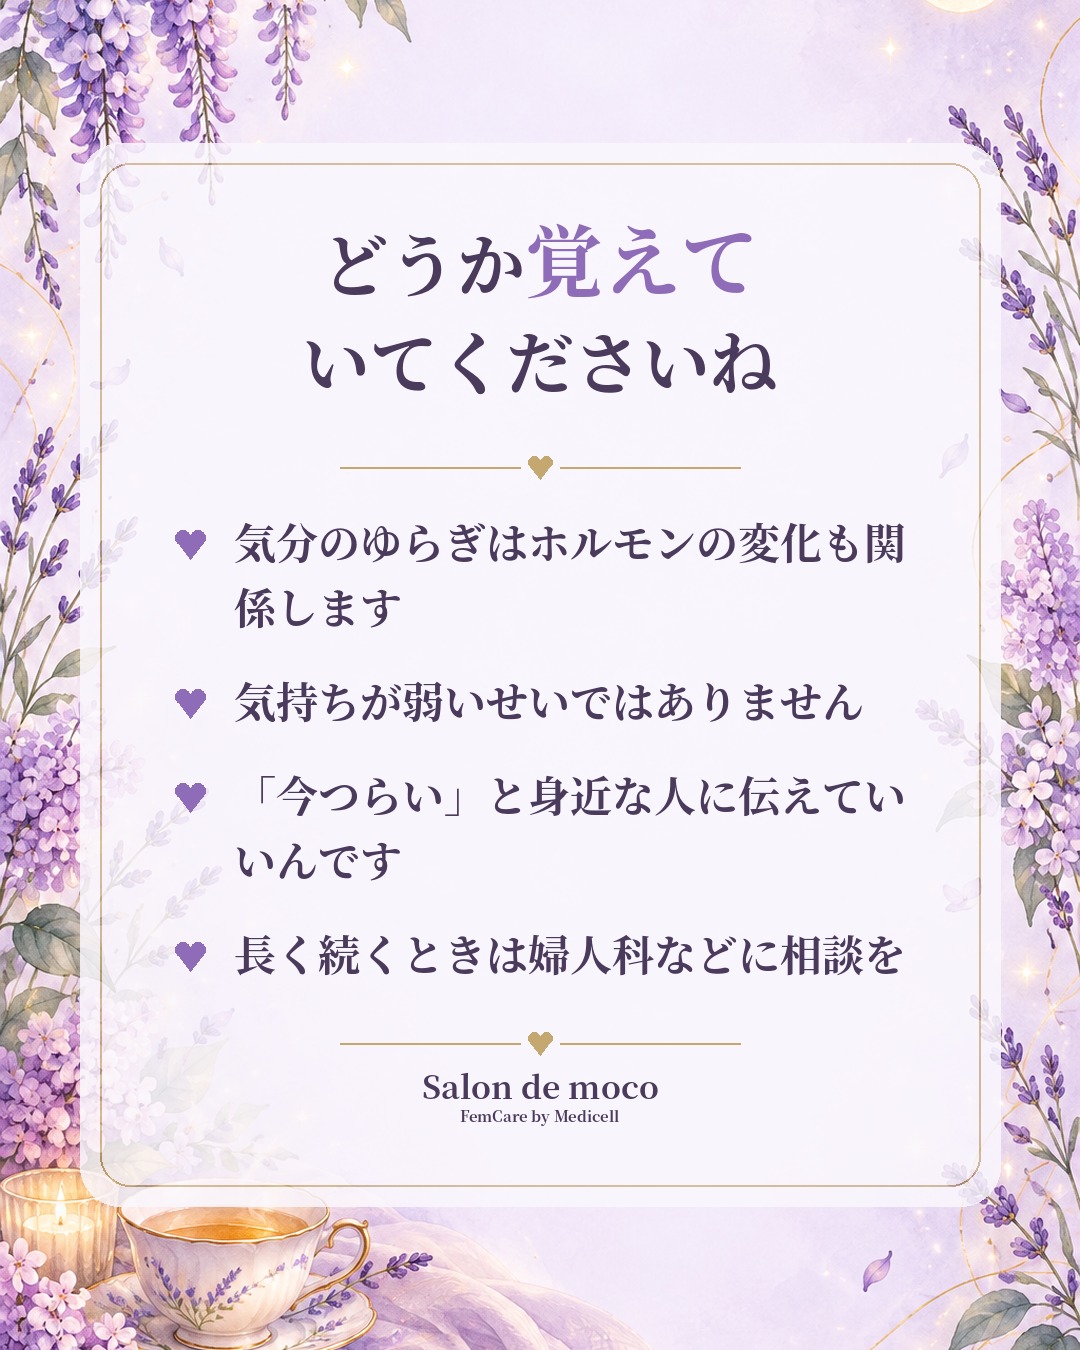 どうか覚えて
いてくださいね
気分のゆらぎはホルモンの変化も関
係します
気持ちが弱いせいではありません
「今つらい」と身近な人に伝えてい
いんです
長く続くときは婦人科などに相談を
Salon de moco
FemCare by Medicell